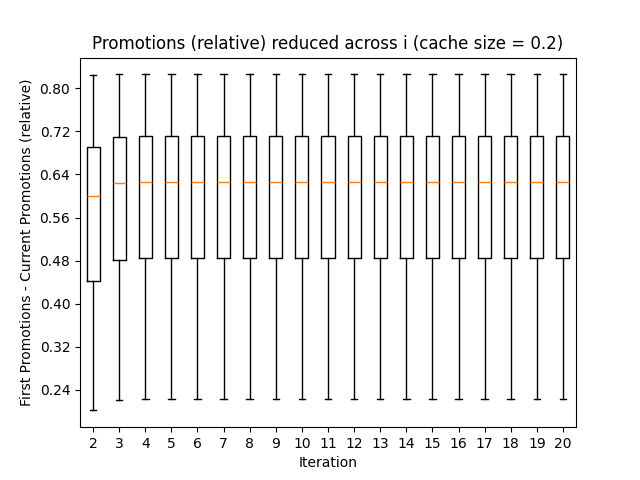 Promotions (relative) reduced across i (cache size = 0.2)
First Promotions - Current Promotions (relative)
0.80
0.72
0.64
0.56
0.48
0.40
0.32
0.24
2 3 4 5 6 7 8 9 10 11 12 13 14 15 16 17 18 19 20
Iteration